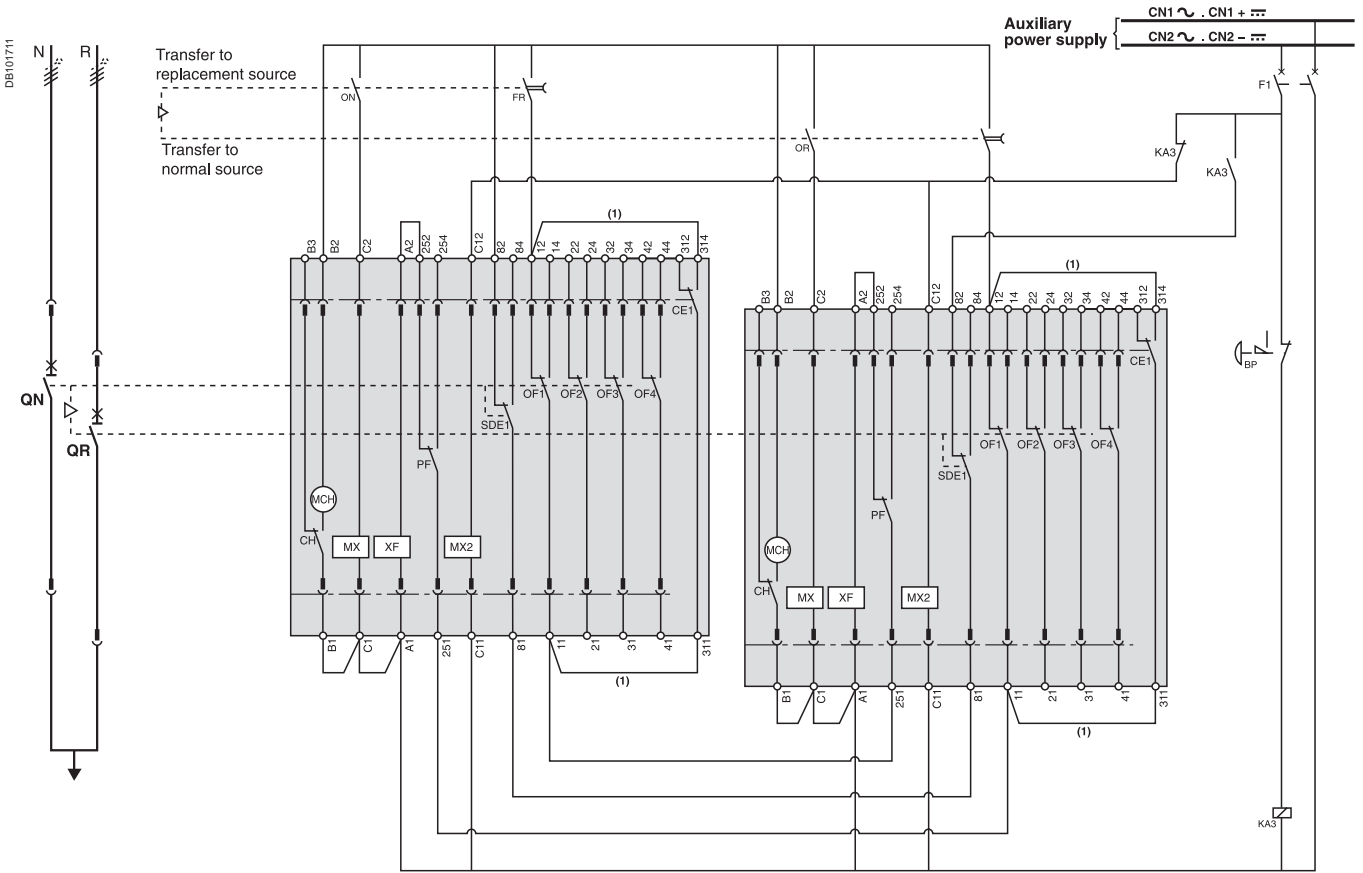 DB101711
N R
Transfer to
replacement source
Transfer to
normal source
ON
FR
OR
Auxiliary
power supply
CN1 ∿ . CN1 + ⎓
CN2 ∿ . CN2 – ⎓
F1
KA3
KA3
(1)
B3 B2 C2 A2 252 254 C12 82 84 12 14 22 24 32 34 42 44 312 314
CE1
QN
QR
OF1 OF2 OF3 OF4
SDE1
PF
MCH
CH
MX XF MX2
B1 C1 A1 251 C11 81 11 21 31 41 311
(1)
(1)
B3 B2 C2 A2 252 254 C12 82 84 12 14 22 24 32 34 42 44 312 314
CE1
OF1 OF2 OF3 OF4
SDE1
PF
MCH
CH
MX XF MX2
B1 C1 A1 251 C11 81 11 21 31 41 311
(1)
BP
KA3